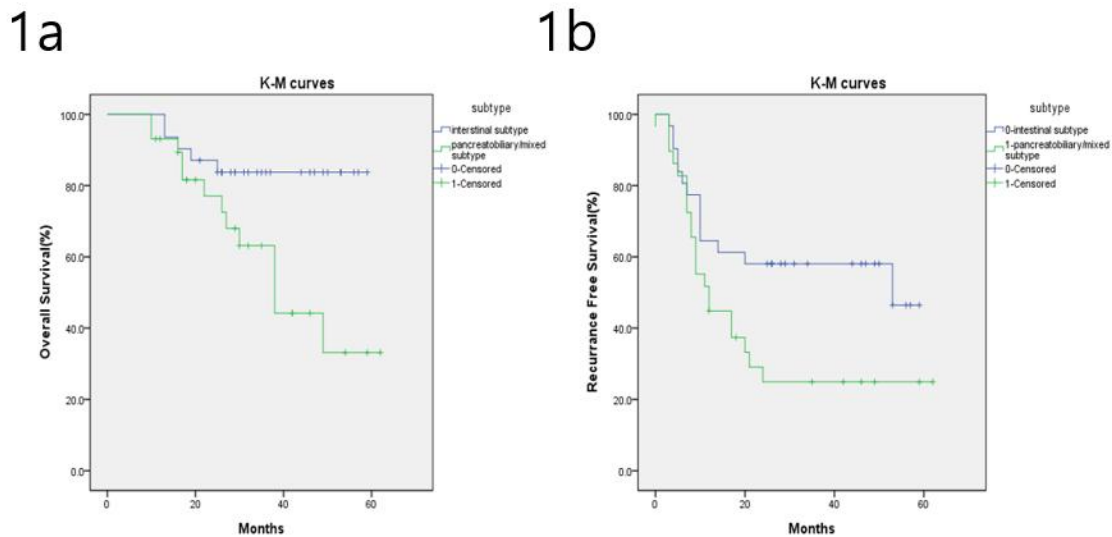 1a
K-M curves
100.0
80.0
60.0
40.0
20.0
0.0
Overall Survival(%)
0
20
40
60
Months
subtype
interstinal subtype
pancreatobiliary/mixed
subtype
0-Censored
1-Censored
1b
K-M curves
100.0
80.0
60.0
40.0
20.0
0.0
Recurrance Free Survival(%)
0
20
40
60
Months
subtype
0-intestinal subtype
1-pancreatobiliary/mixed
subtype
0-Censored
1-Censored